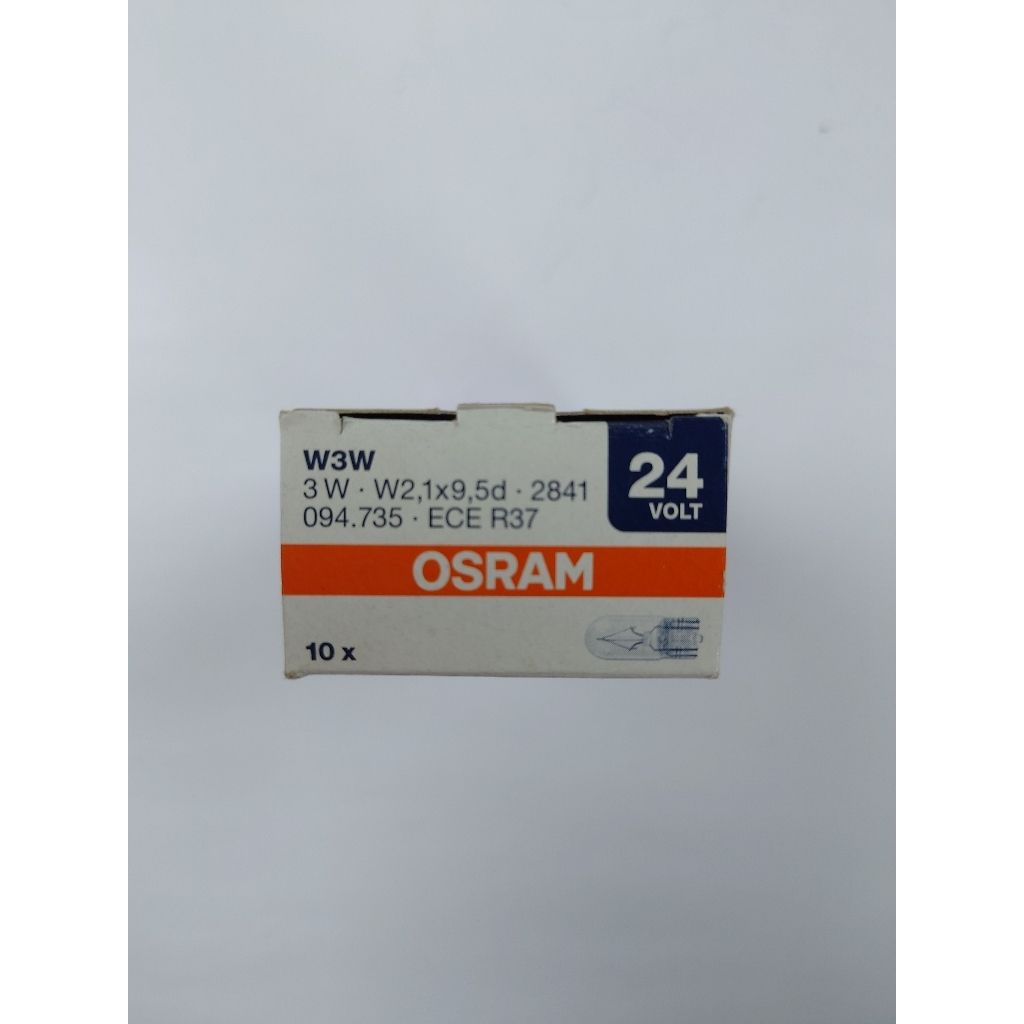 W3W
3 W · W2,1x9,5d · 2841
094.735 · ECE R37
24
VOLT
OSRAM
10 x